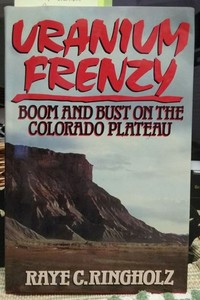 URANIUM
FRENZY
BOOM AND BUST ON THE
COLORADO PLATEAU
RAYE C. RINGHOLZ